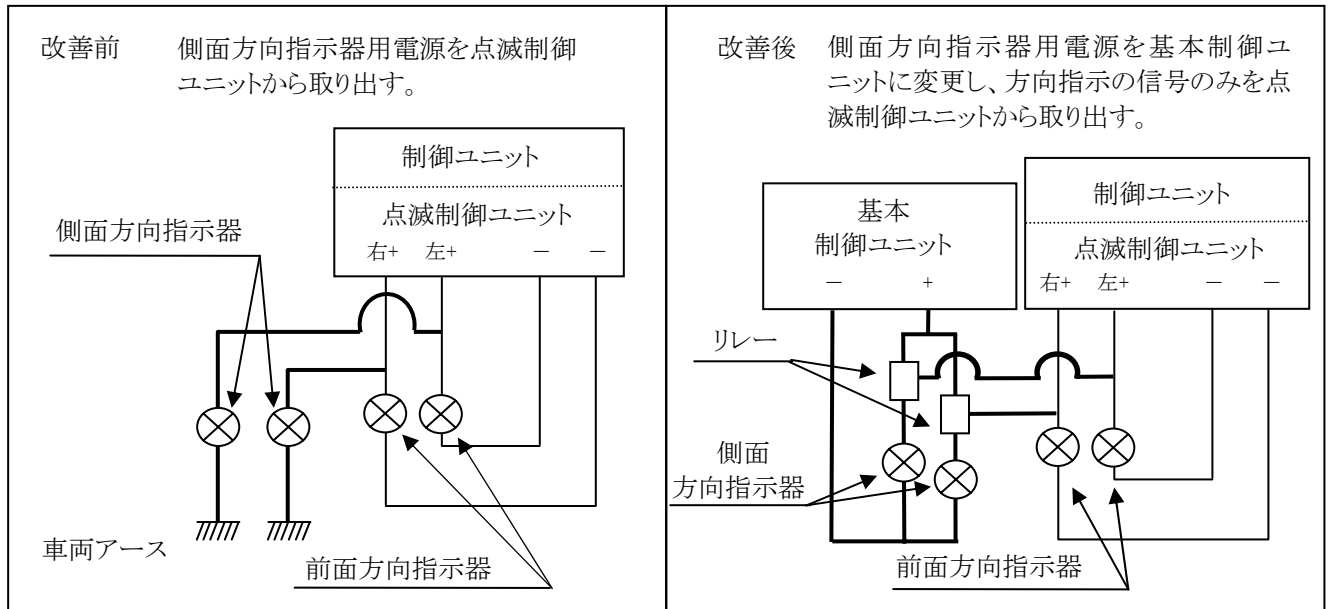 改善前
側面方向指示器用電源を点滅制御
ユニットから取り出す。
制御ユニット
点滅制御ユニット
右+ 左+ － －
側面方向指示器
車両アース
前面方向指示器
改善後
側面方向指示器用電源を基本制御ユ
ニットに変更し、方向指示の信号のみを点
滅制御ユニットから取り出す。
基本
制御ユニット
－ +
制御ユニット
点滅制御ユニット
右+ 左+ － －
リレー
側面
方向指示器
前面方向指示器